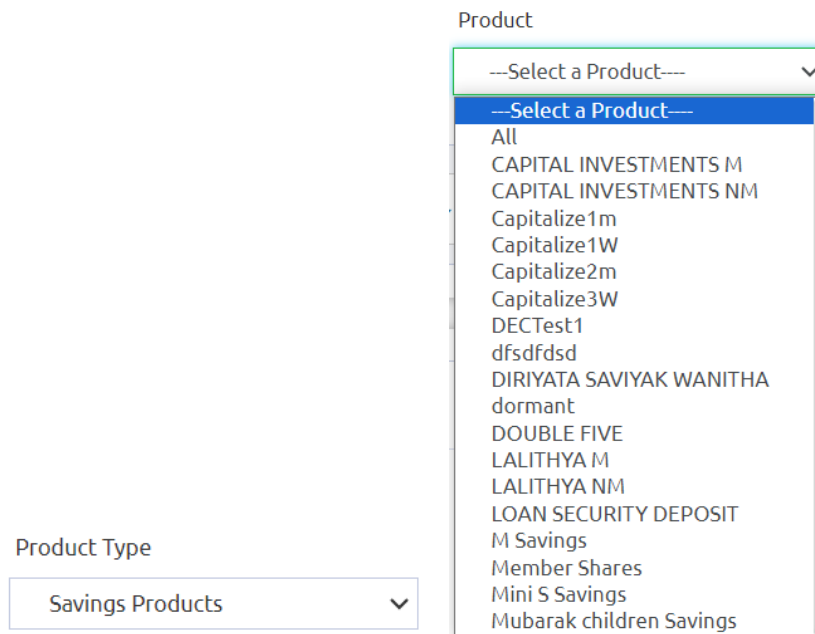 Product
---Select a Product----
---Select a Product----
All
CAPITAL INVESTMENTS M
CAPITAL INVESTMENTS NM
Capitalize1m
Capitalize1W
Capitalize2m
Capitalize3W
DECTest1
dfsdfdsd
DIRIYATA SAVIYAK WANITHA
dormant
DOUBLE FIVE
LALITHYA M
LALITHYA NM
LOAN SECURITY DEPOSIT
M Savings
Member Shares
Mini S Savings
Mubarak children Savings
Product Type
Savings Products